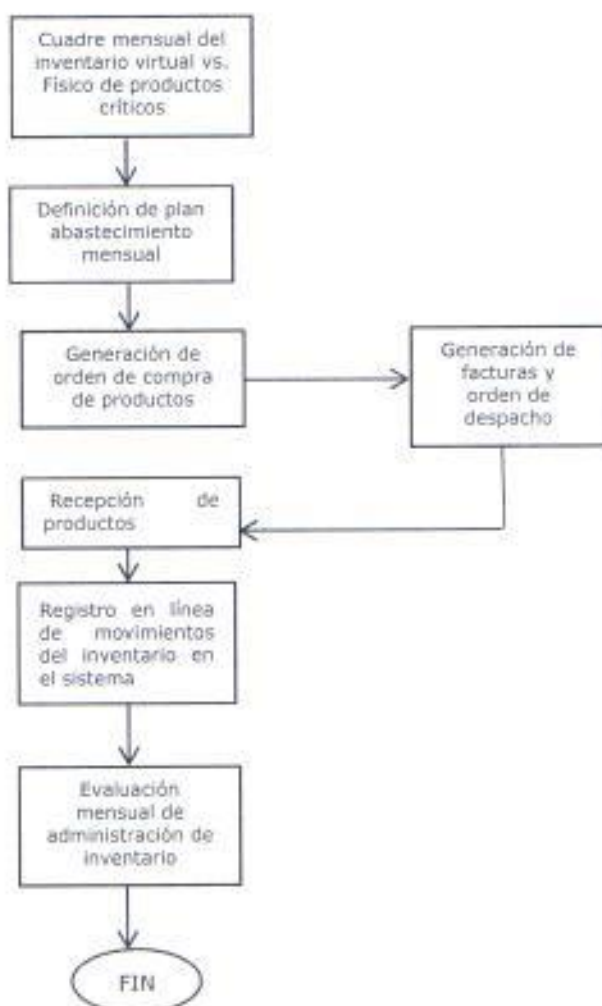 Cuadre mensual del
inventario virtual vs.
Físico de productos
críticos
Definición de plan
abastecimiento
mensual
Generación de
orden de compra
de productos
Generación de
facturas y
orden de
despacho
Recepción de
productos
Registro en línea
de movimientos
del inventario en
el sistema
Evaluación
mensual de
administración de
inventario
FIN